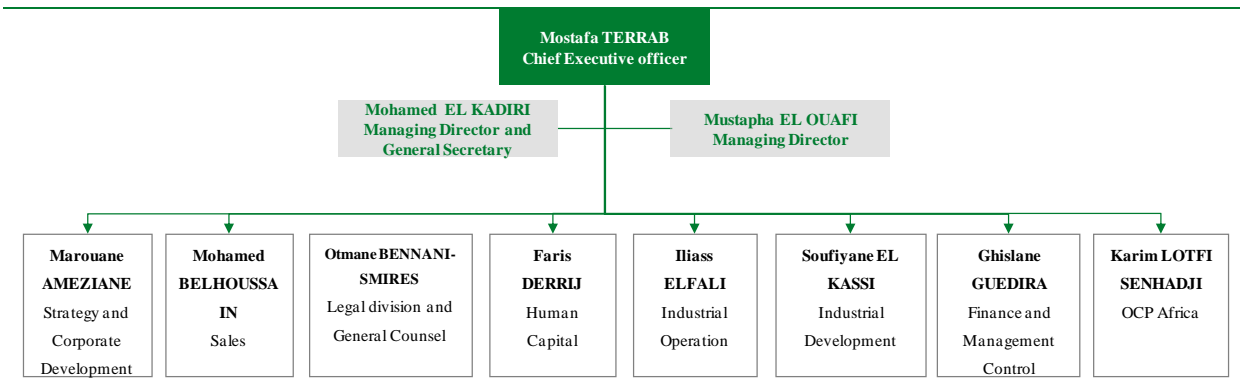 Mostafa TERRAB
Chief Executive officer
Mohamed EL KADIRI
Managing Director and
General Secretary
Mustapha EL OUAFI
Managing Director
Marouane
AMEZIANE
Strategy and
Corporate
Development
Mohamed
BELHOUSSA
IN
Sales
Otmane BENNANI-
SMIRES
Legal division and
General Counsel
Faris
DERRIJ
Human
Capital
Iliass
ELFALI
Industrial
Operation
Soufiyane EL
KASSI
Industrial
Development
Ghislane
GUEDIRA
Finance and
Management
Control
Karim LOTFI
SENHADJI
OCP Africa